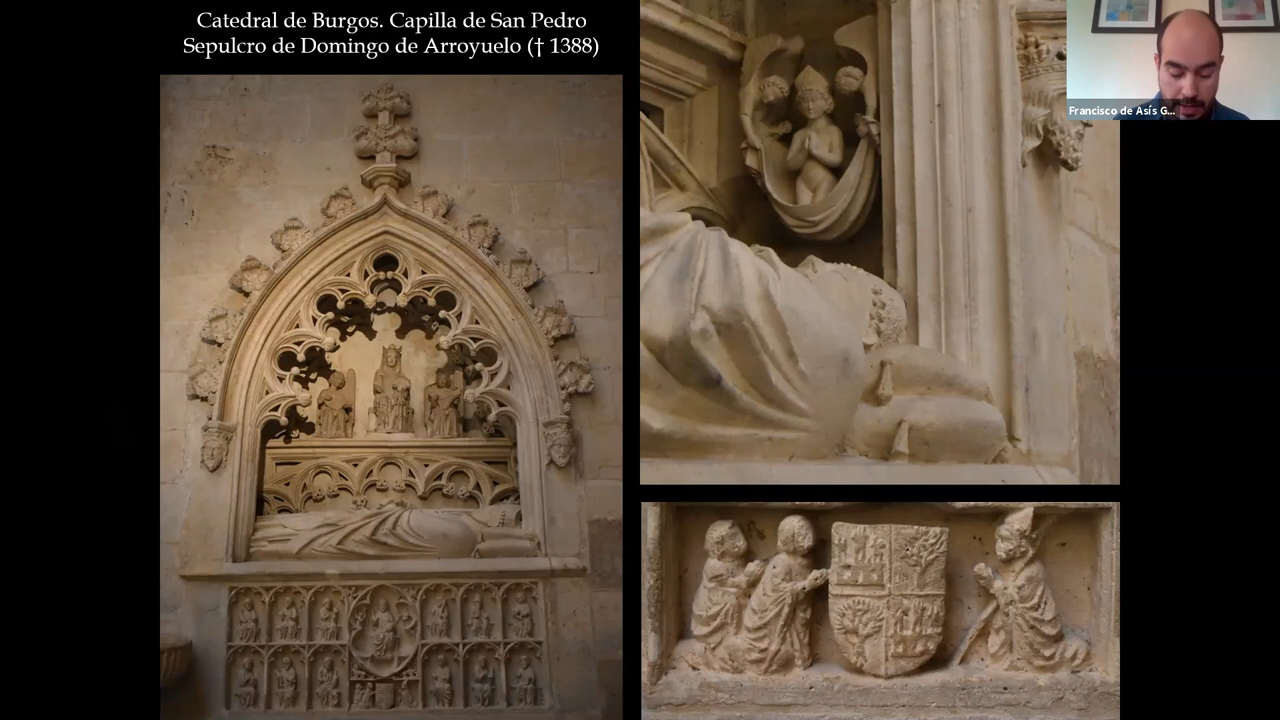 Catedral de Burgos. Capilla de San Pedro
Sepulcro de Domingo de Arroyuelo († 1388)
Francisco de Asís G...